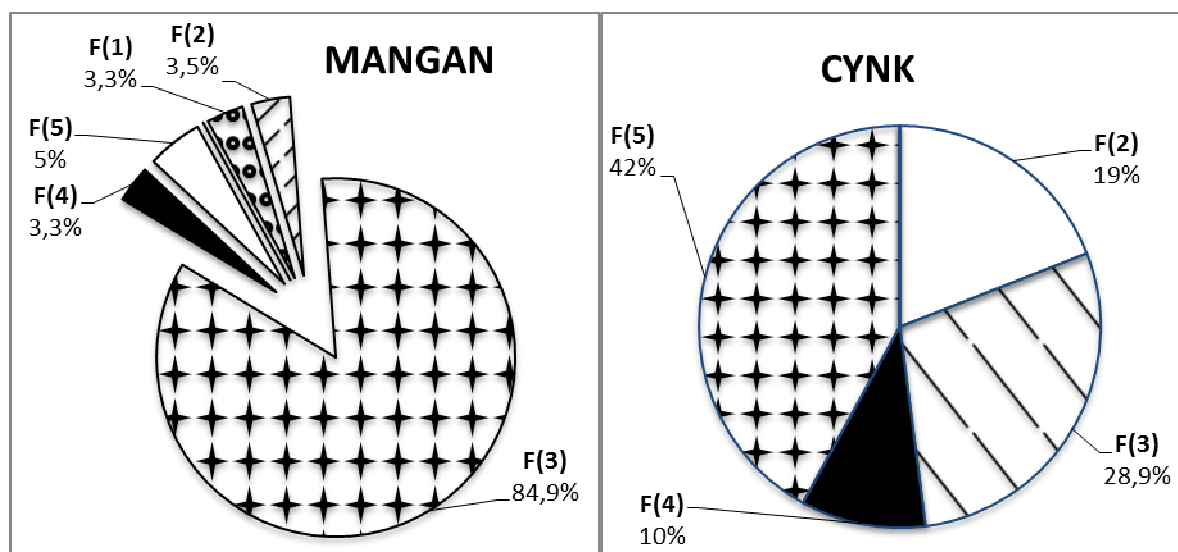 MANGAN
F(1)
3,3%
F(2)
3,5%
F(5)
5%
F(4)
3,3%
F(3)
84,9%
CYNK
F(5)
42%
F(2)
19%
F(3)
28,9%
F(4)
10%